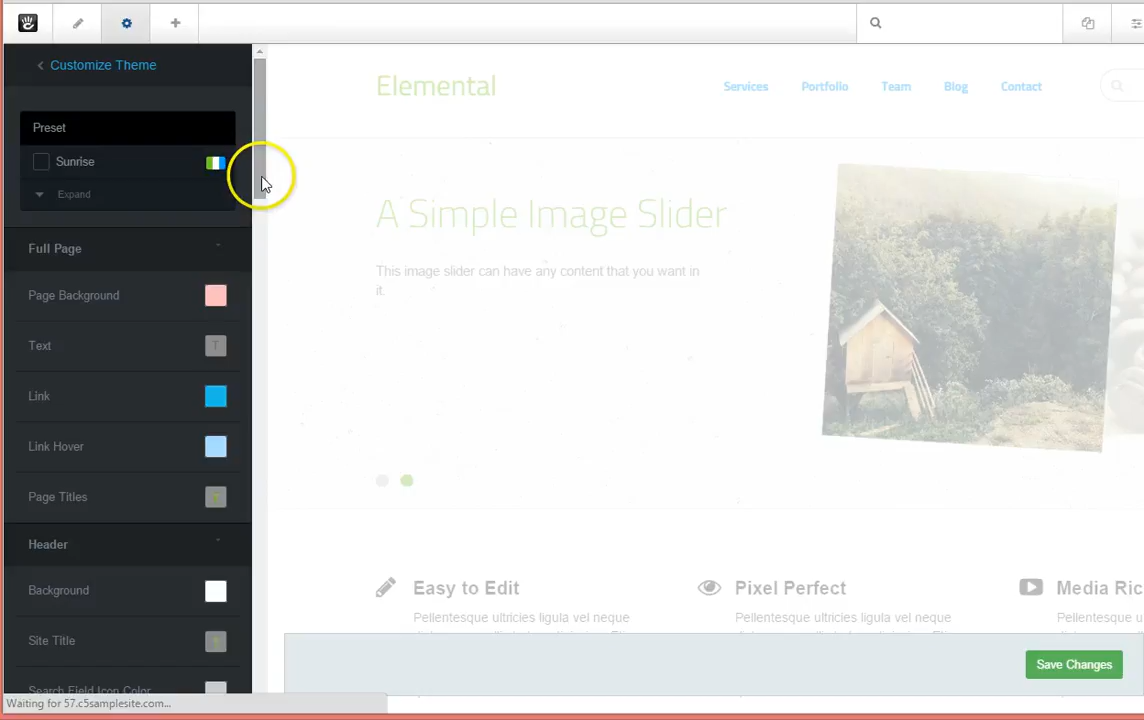 Customize Theme
Preset
Sunrise
Expand
Full Page
Page Background
Text
T
Link
Link Hover
Page Titles
Header
Background
Site Title
Search Field Icon Color
Waiting for 57.c5samplesite.com...
Elemental
Services Portfolio Team Blog Contact
A Simple Image Slider
This image slider can have any content that you want in
it.
Easy to Edit
Pellentesque ultricies ligula vel neque
Pixel Perfect
Pellentesque ultricies ligula vel neque
Media Ric
Pellentesque u
Save Changes